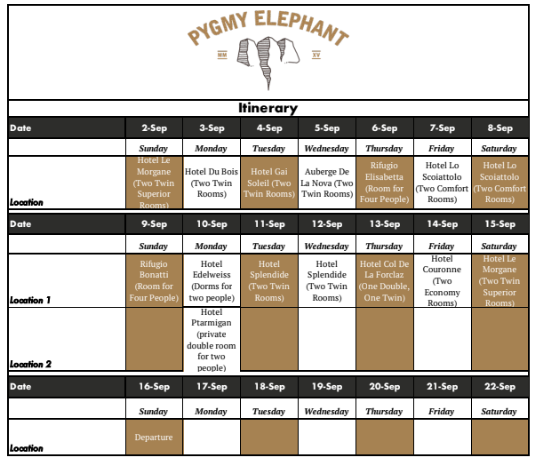 PYGMY ELEPHANT
MM XV
Itinerary
Date 2-Sep 3-Sep 4-Sep 5-Sep 6-Sep 7-Sep 8-Sep
Sunday Monday Tuesday Wednesday Thursday Friday Saturday
Location
Hotel Le
Morgane
(Two Twin
Superior
Rooms)
Hotel Du Bois
(Two Twin
Rooms)
Hotel Gai
Soleil (Two
Twin Rooms)
Auberge De
La Nova (Two
Twin Rooms)
Rifugio
Elisabetta
(Room for
Four People)
Hotel Lo
Scoiattolo
(Two Comfort
Rooms)
Hotel Lo
Scoiattolo
(Two Comfort
Rooms)
Date 9-Sep 10-Sep 11-Sep 12-Sep 13-Sep 14-Sep 15-Sep
Sunday Monday Tuesday Wednesday Thursday Friday Saturday
Location 1
Rifugio
Bonatti
(Room for
Four People)
Hotel
Edelweiss
(Dorms for
two people)
Hotel
Splendide
(Two Twin
Rooms)
Hotel
Splendide
(Two Twin
Rooms)
Hotel Col De
La Forclaz
(One Double,
One Twin)
Hotel
Couronne
(Two
Economy
Rooms)
Hotel Le
Morgane
(Two Twin
Superior
Rooms)
Location 2
Hotel
Ptarmigan
(private
double room
for two
people)
Date 16-Sep 17-Sep 18-Sep 19-Sep 20-Sep 21-Sep 22-Sep
Sunday Monday Tuesday Wednesday Thursday Friday Saturday
Location
Departure